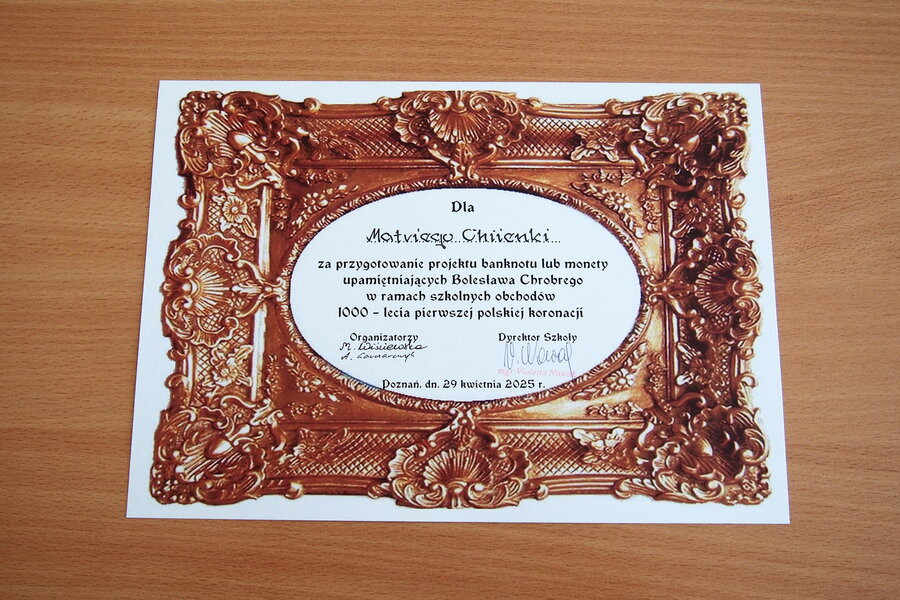 Dla
Matviego Chiienki
za przygotowanie projektu banknotu lub monety
upamiętniających Bolesława Chrobrego
w ramach szkolnych obchodów
1000 - lecia pierwszej polskiej koronacji
Organizatorzy Dyrektor Szkoły
M. Wiśniewska
mgr Violetta Nowak
Poznań, dn. 29 kwietnia 2025 r.